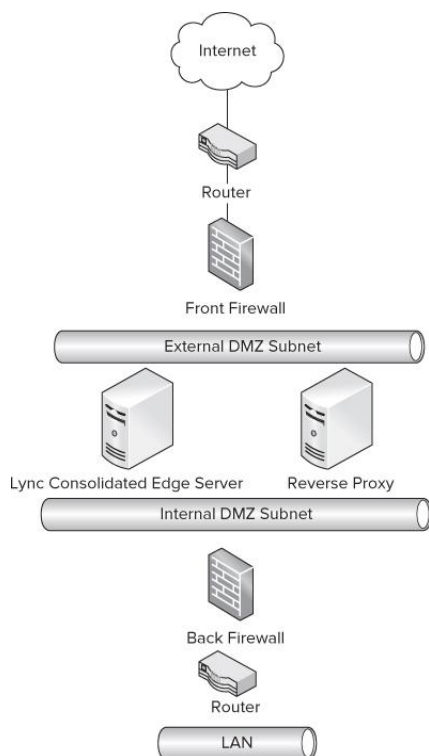 Internet
Router
Front Firewall
External DMZ Subnet
Lync Consolidated Edge Server
Reverse Proxy
Internal DMZ Subnet
Back Firewall
Router
LAN